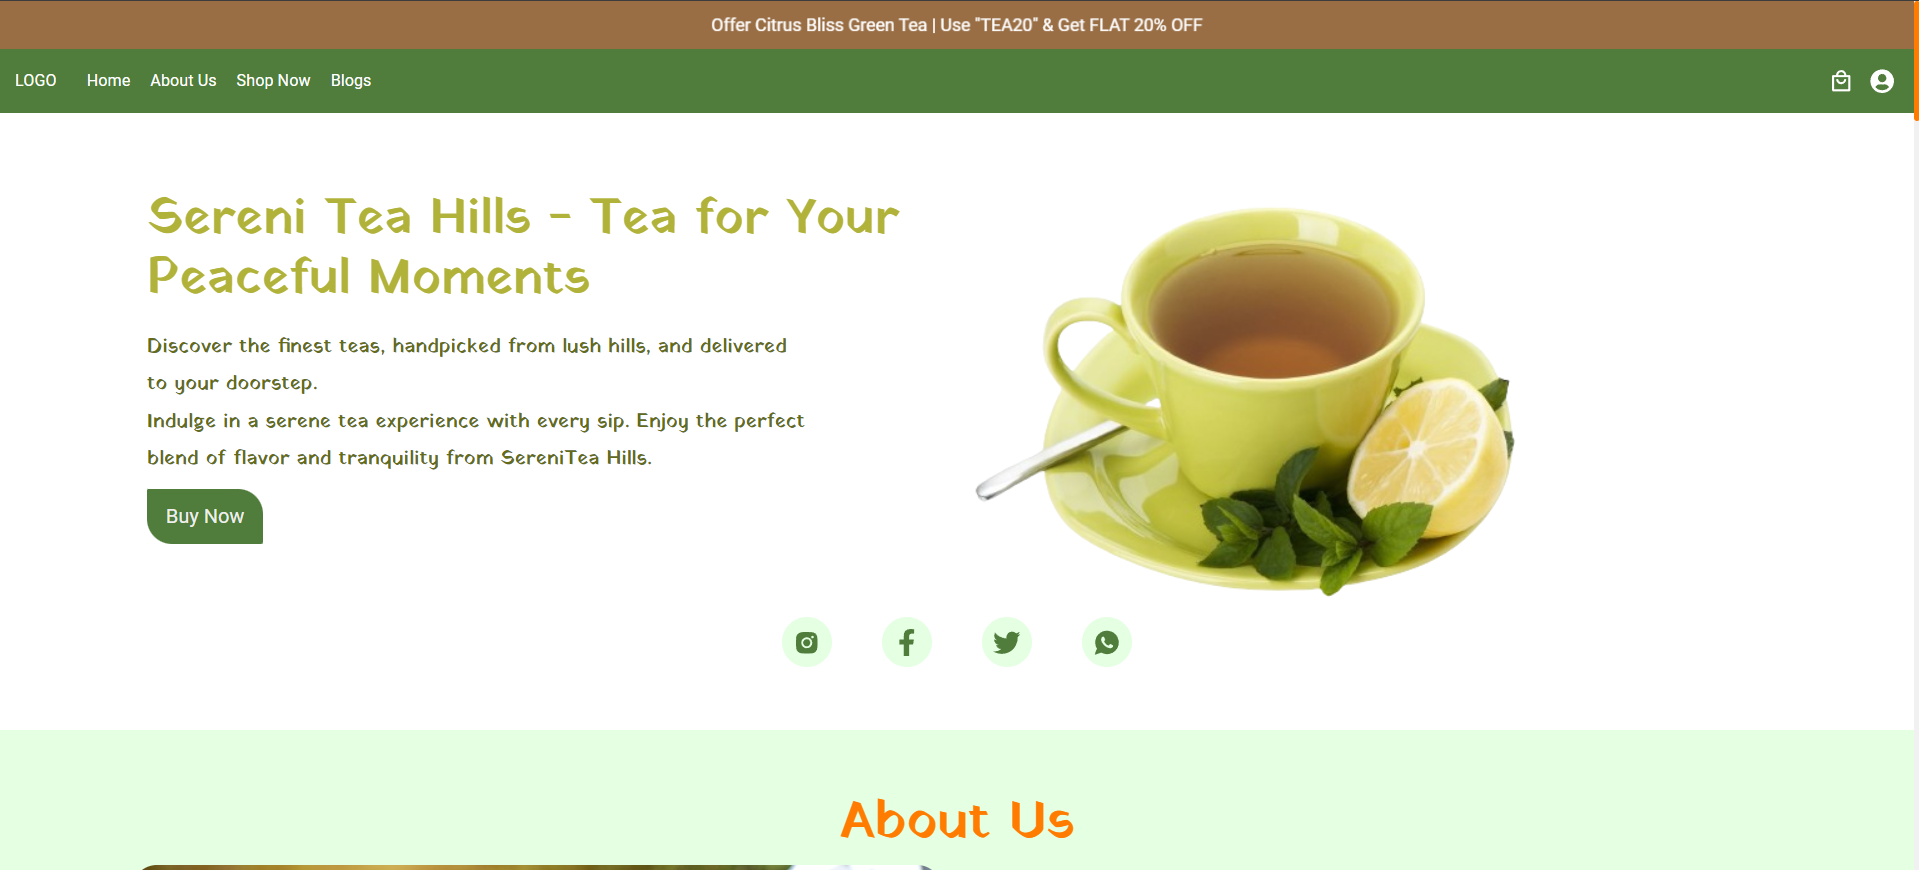 Offer Citrus Bliss Green Tea | Use "TEA20" & Get FLAT 20% OFF
LOGO Home About Us Shop Now Blogs
Sereni Tea Hills - Tea for Your
Peaceful Moments
Discover the finest teas, handpicked from lush hills, and delivered
to your doorstep.
Indulge in a serene tea experience with every sip. Enjoy the perfect
blend of flavor and tranquility from SereniTea Hills.
Buy Now
About Us